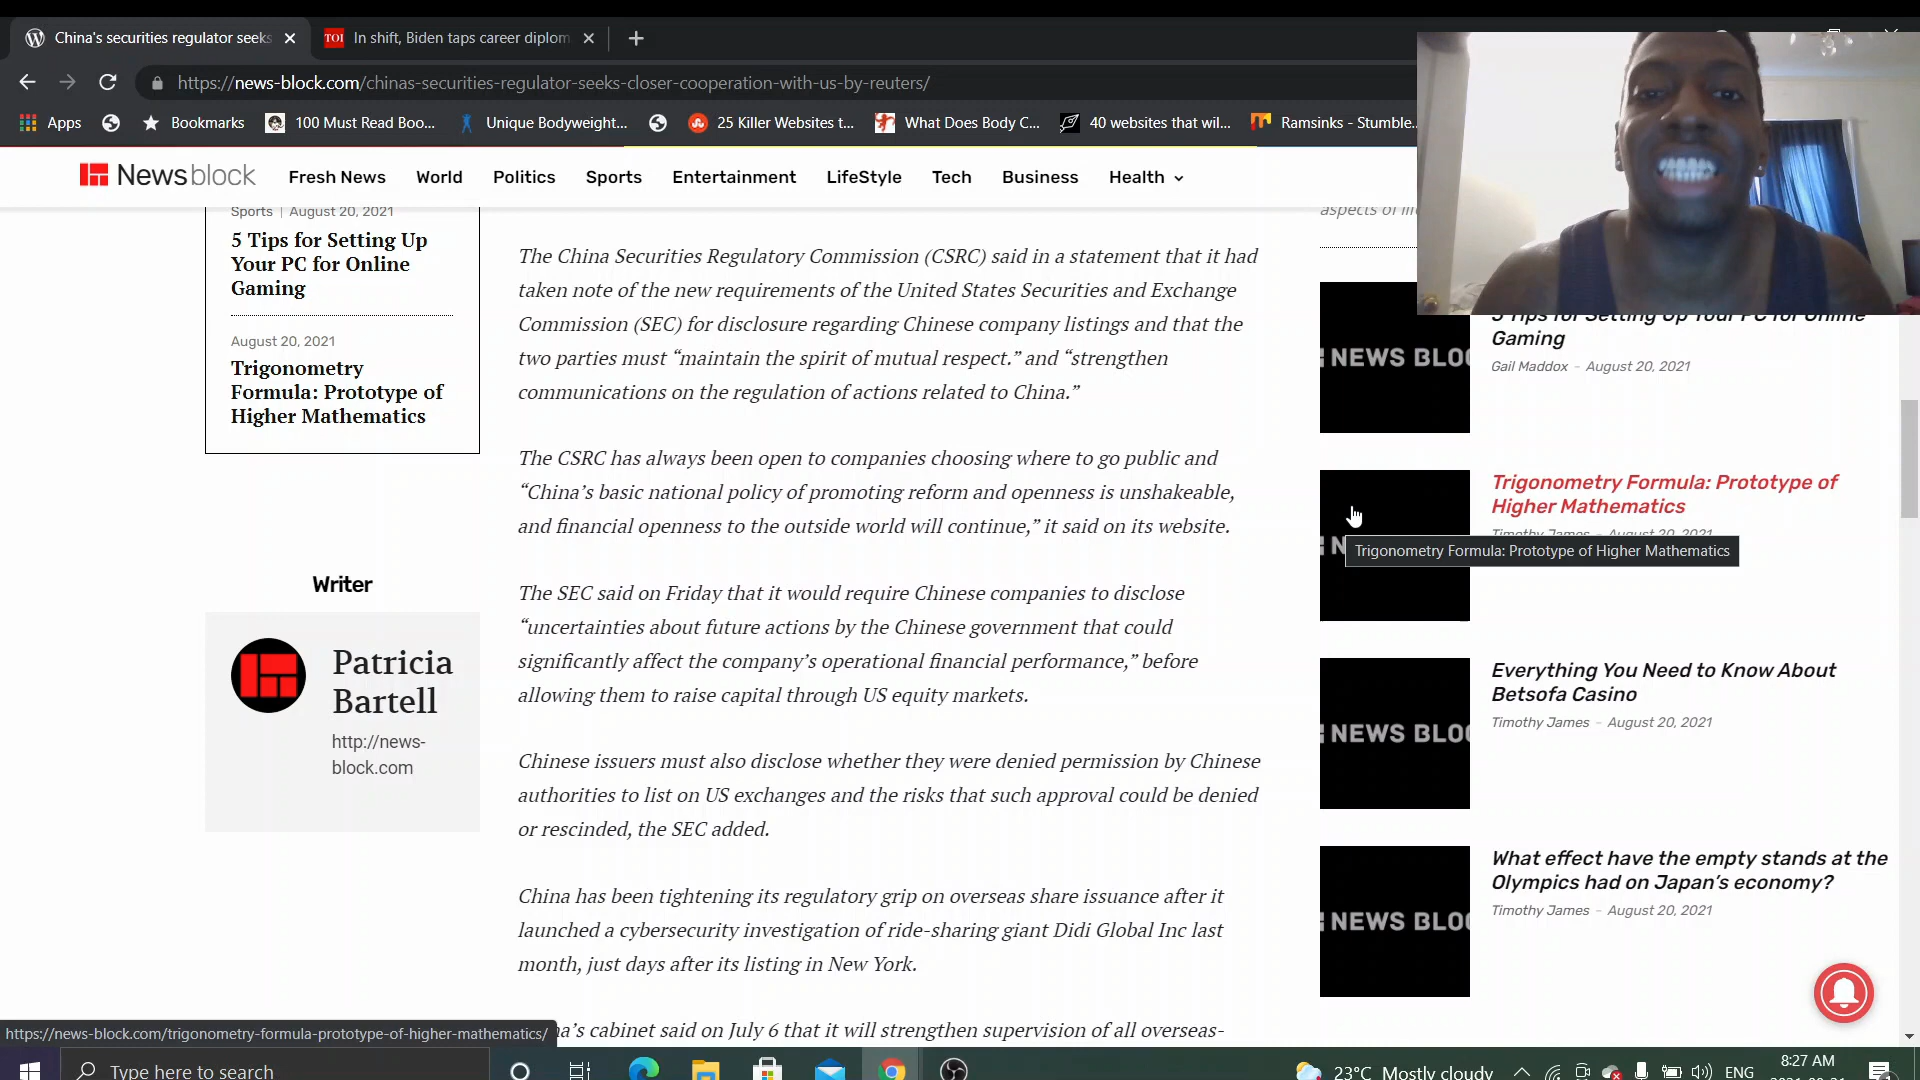 China's securities regulator seeks
TOI In shift, Biden taps career diplom
https://news-block.com/chinas-securities-regulator-seeks-closer-cooperation-with-us-by-reuters/
Apps Bookmarks 100 Must Read Boo... Unique Bodyweight... 25 Killer Websites t... What Does Body C... 40 websites that wil... Ramsinks - Stumble..
Newsblock Fresh News World Politics Sports Entertainment LifeStyle Tech Business Health
Sports | August 20, 2021
5 Tips for Setting Up
Your PC for Online
Gaming
August 20, 2021
Trigonometry
Formula: Prototype of
Higher Mathematics
Writer
Patricia
Bartell
http://news-
block.com
The China Securities Regulatory Commission (CSRC) said in a statement that it had
taken note of the new requirements of the United States Securities and Exchange
Commission (SEC) for disclosure regarding Chinese company listings and that the
two parties must “maintain the spirit of mutual respect.” and “strengthen
communications on the regulation of actions related to China.”
The CSRC has always been open to companies choosing where to go public and
“China’s basic national policy of promoting reform and openness is unshakeable,
and financial openness to the outside world will continue,” it said on its website.
The SEC said on Friday that it would require Chinese companies to disclose
“uncertainties about future actions by the Chinese government that could
significantly affect the company’s operational financial performance,” before
allowing them to raise capital through US equity markets.
Chinese issuers must also disclose whether they were denied permission by Chinese
authorities to list on US exchanges and the risks that such approval could be denied
or rescinded, the SEC added.
China has been tightening its regulatory grip on overseas share issuance after it
launched a cybersecurity investigation of ride-sharing giant Didi Global Inc last
month, just days after its listing in New York.
cabinet said on July 6 that it will strengthen supervision of all overseas-
aspects of
NEWS BLO
5 Tips for Setting Up Your PC for Online
Gaming
Gail Maddox - August 20, 2021
Trigonometry Formula: Prototype of
Higher Mathematics
Timothy James - August 20, 2021
Trigonometry Formula: Prototype of Higher Mathematics
NEWS BLO
Everything You Need to Know About
Betsofa Casino
Timothy James - August 20, 2021
NEWS BLO
What effect have the empty stands at the
Olympics had on Japan’s economy?
Timothy James - August 20, 2021
https://news-block.com/trigonometry-formula-prototype-of-higher-mathematics/
Type here to search
23°C Mostly cloudy ENG
8:27 AM